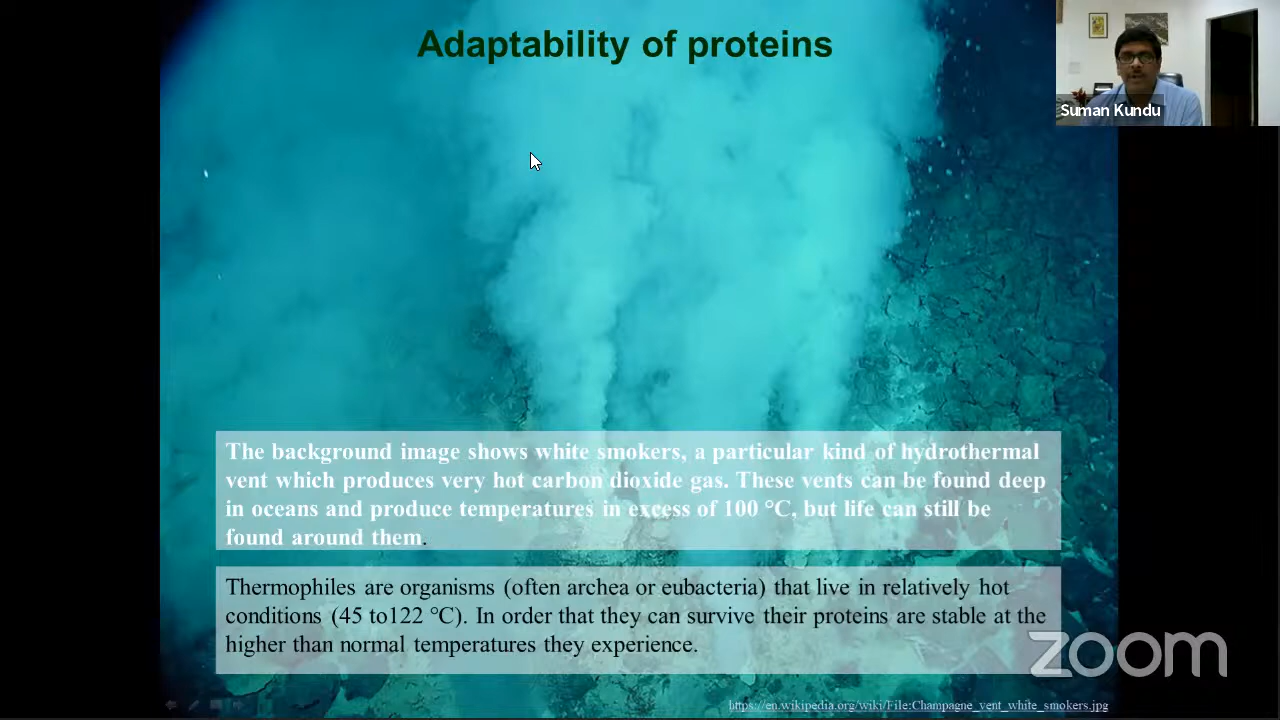 Adaptability of proteins
Suman Kundu
The background image shows white smokers, a particular kind of hydrothermal
vent which produces very hot carbon dioxide gas. These vents can be found deep
in oceans and produce temperatures in excess of 100 °C, but life can still be
found around them.
Thermophiles are organisms (often archea or eubacteria) that live in relatively hot
conditions (45 to122 °C). In order that they can survive their proteins are stable at the
higher than normal temperatures they experience.
zoom
https://en.wikipedia.org/wiki/File:Champagne_vent_white_smokers.jpg